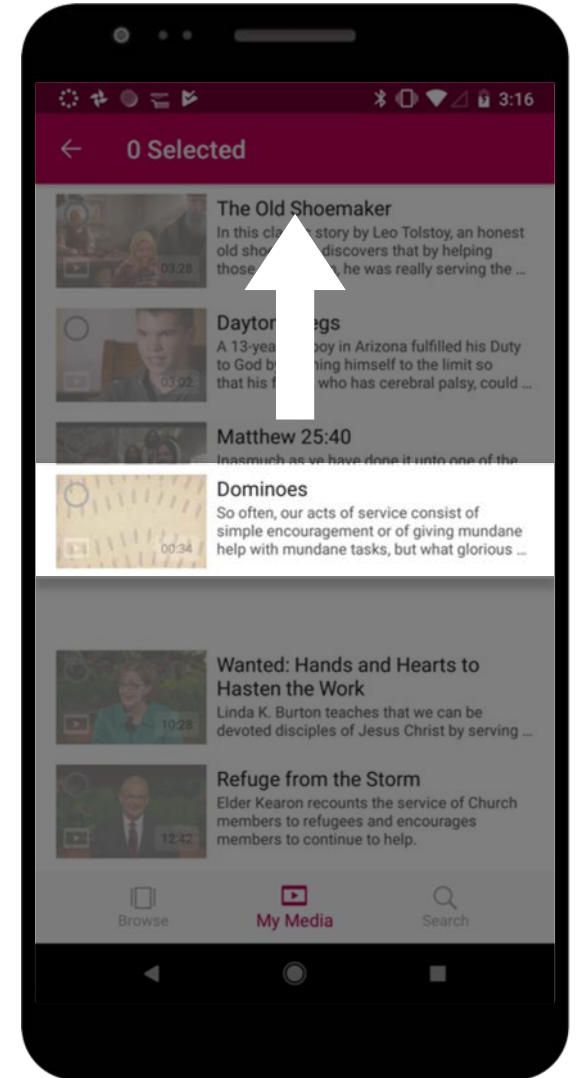 3:16
0 Selected
The Old Shoemaker
In this story by Leo Tolstoy, an honest
old discovers that by helping
those he was really serving the ...
03:28
A 13-year boy in Arizona fulfilled his Duty
to God by himself to the limit so
that his who has cerebral palsy, could ...
03:02
Matthew 25:40
Inasmuch as ye have done it unto one of the
Dominoes
So often, our acts of service consist of
simple encouragement or of giving mundane
help with mundane tasks, but what glorious ...
00:34
Wanted: Hands and Hearts to
Hasten the Work
Linda K. Burton teaches that we can be
devoted disciples of Jesus Christ by serving ...
10:28
Refuge from the Storm
Elder Kearon recounts the service of Church
members to refugees and encourages
members to continue to help.
12:42
Browse
My Media
Search